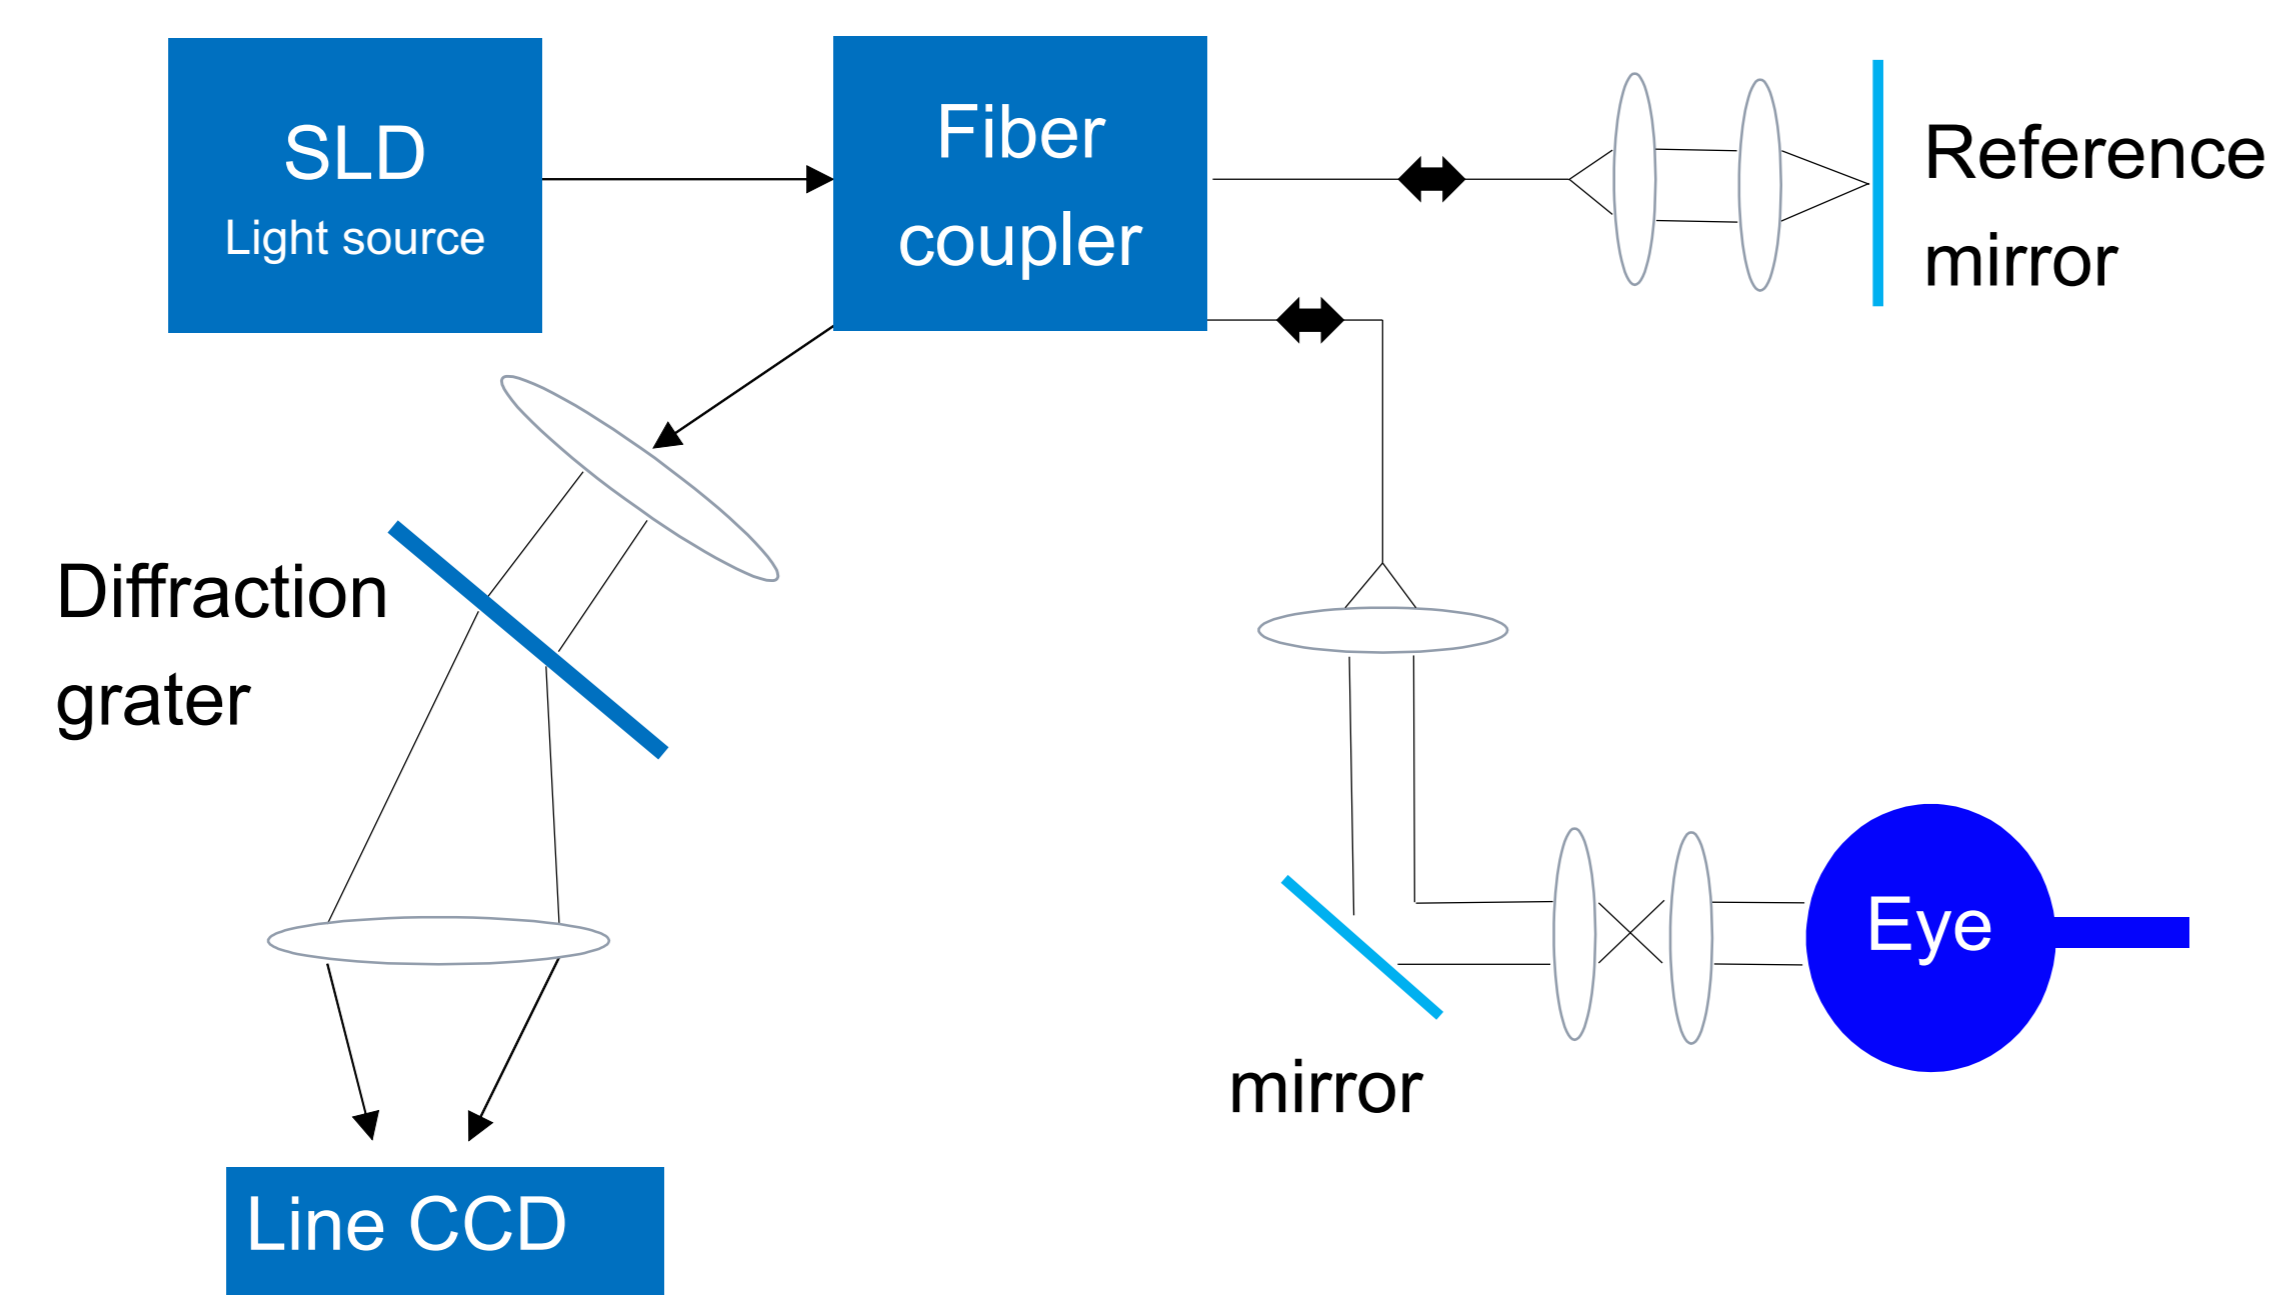 SLD
Light source
Fiber
coupler
Reference
mirror
Diffraction
grater
Eye
mirror
Line CCD